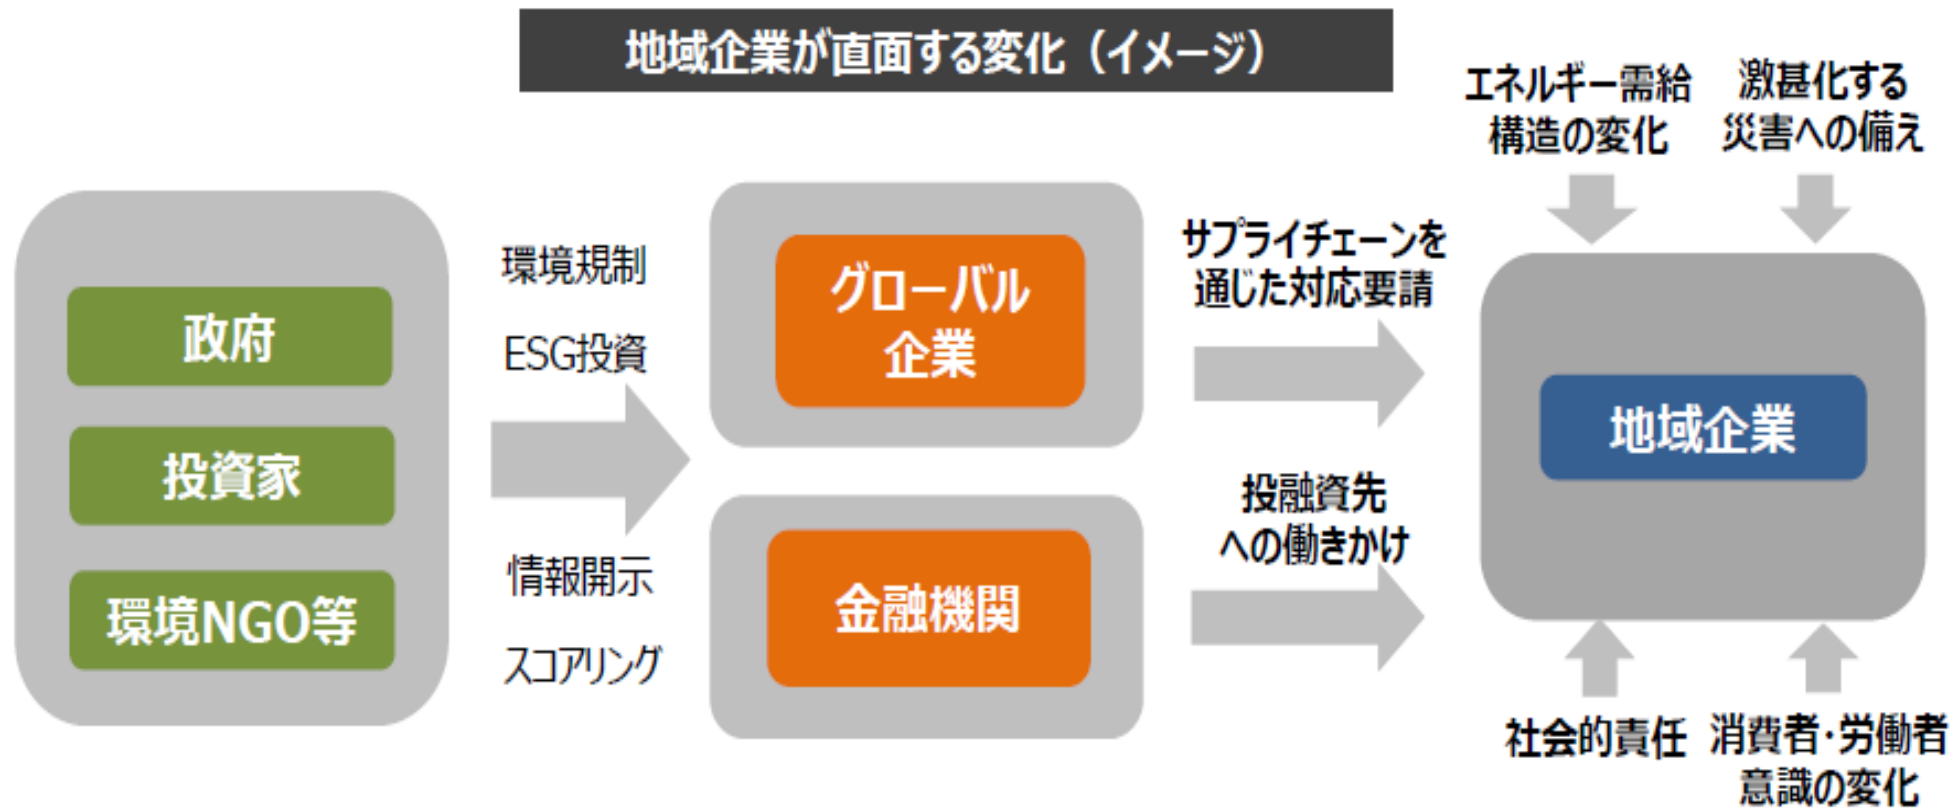 地域企業が直面する変化（イメージ）
政府
投資家
環境NGO等
環境規制
ESG投資
情報開示
スコアリング
グローバル
企業
金融機関
サプライチェーンを
通じた対応要請
投融資先
への働きかけ
エネルギー需給
構造の変化
激甚化する
災害への備え
地域企業
社会的責任
消費者・労働者
意識の変化